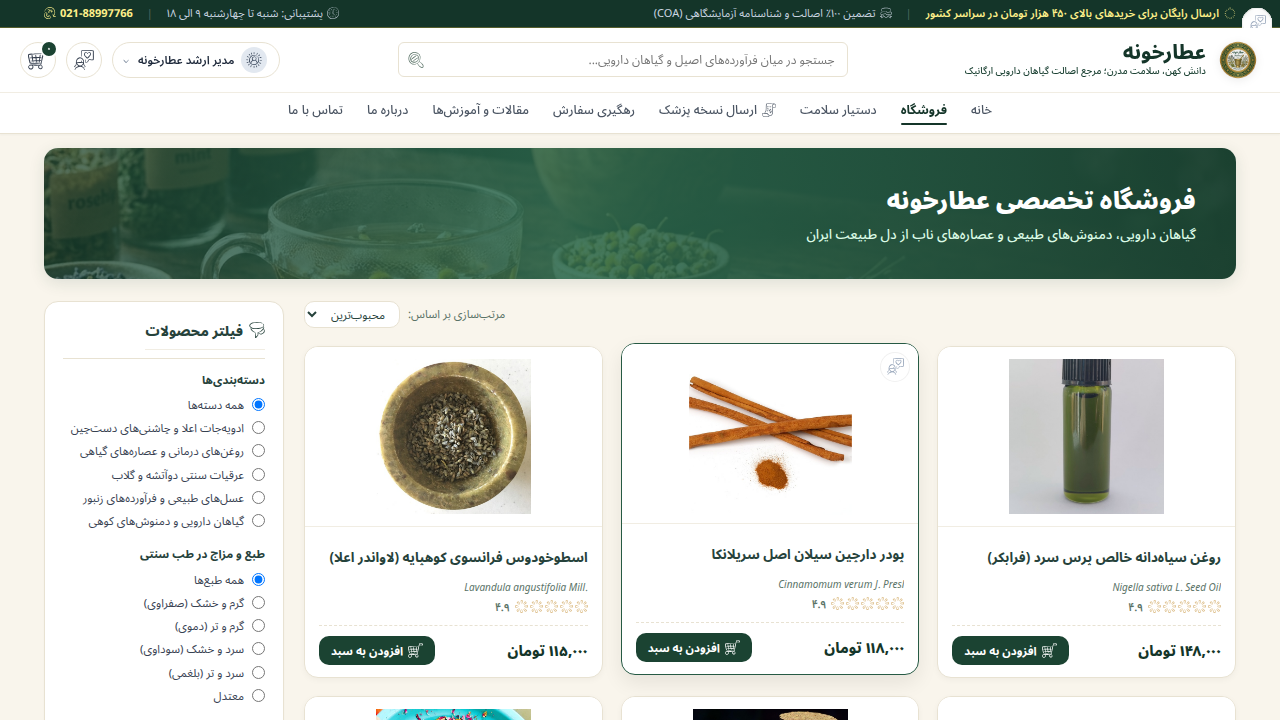 ارسال رایگان برای خریدهای بالای ۴۵۰ هزار تومان در سراسر کشور
تضمین ۱۰۰٪ اصالت و شناسنامه آزمایشگاهی (COA)
پشتیبانی: شنبه تا چهارشنبه ۹ الی ۱۸
021-88997766
عطارخونه
دانش کهن، سلامت مدرن؛ مرجع اصالت گیاهان دارویی ارگانیک
جستجو در میان فرآورده‌های اصیل و گیاهان دارویی...
مدیر ارشد عطارخونه
۰
خانه
فروشگاه
دستیار سلامت
ارسال نسخه پزشک
رهگیری سفارش
مقالات و آموزش‌ها
درباره ما
تماس با ما
فروشگاه تخصصی عطارخونه
گیاهان دارویی، دمنوش‌های طبیعی و عصاره‌های ناب از دل طبیعت ایران
مرتب‌سازی بر اساس:
محبوب‌ترین
روغن سیاه‌دانه خالص پرس سرد (فرابکر)
Nigella sativa L. Seed Oil
۴.۹
۱۴۸,۰۰۰ تومان
افزودن به سبد
پودر دارچین سیلان اصل سریلانکا
Cinnamomum verum J. Presl
۴.۹
۱۱۸,۰۰۰ تومان
افزودن به سبد
اسطوخودوس فرانسوی کوهپایه (لاواندر اعلا)
Lavandula angustifolia Mill.
۴.۹
۱۱۵,۰۰۰ تومان
افزودن به سبد
فیلتر محصولات
دسته‌بندی‌ها
همه دسته‌ها
ادویه‌جات اعلا و چاشنی‌های دست‌چین
روغن‌های درمانی و عصاره‌های گیاهی
عرقیات سنتی دوآتشه و گلاب
عسل‌های طبیعی و فرآورده‌های زنبور
گیاهان دارویی و دمنوش‌های کوهی
طبع و مزاج در طب سنتی
همه طبع‌ها
گرم و خشک (صفراوی)
گرم و تر (دموی)
سرد و خشک (سوداوی)
سرد و تر (بلغمی)
معتدل